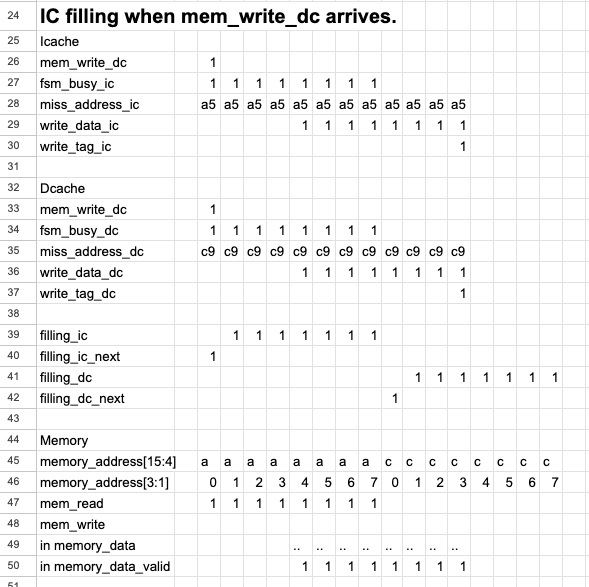 24 IC filling when mem_write_dc arrives.
25 Icache
26 mem_write_dc 1
27 fsm_busy_ic 1 1 1 1 1 1 1 1
28 miss_address_ic a5 a5 a5 a5 a5 a5 a5 a5 a5 a5 a5 a5
29 write_data_ic 1 1 1 1 1 1 1 1
30 write_tag_ic 1
31
32 Dcache
33 mem_write_dc 1
34 fsm_busy_dc 1 1 1 1 1 1 1 1
35 miss_address_dc c9 c9 c9 c9 c9 c9 c9 c9 c9 c9 c9 c9
36 write_data_dc 1 1 1 1 1 1 1 1
37 write_tag_dc 1
38
39 filling_ic 1 1 1 1 1 1 1
40 filling_ic_next 1
41 filling_dc 1 1 1 1 1 1 1
42 filling_dc_next 1
43
44 Memory
45 memory_address[15:4] a a a a a a a a c c c c c c c c
46 memory_address[3:1] 0 1 2 3 4 5 6 7 0 1 2 3 4 5 6 7
47 mem_read 1 1 1 1 1 1 1 1
48 mem_write
49 in memory_data .. .. .. .. .. .. .. ..
50 in memory_data_valid 1 1 1 1 1 1 1 1
51